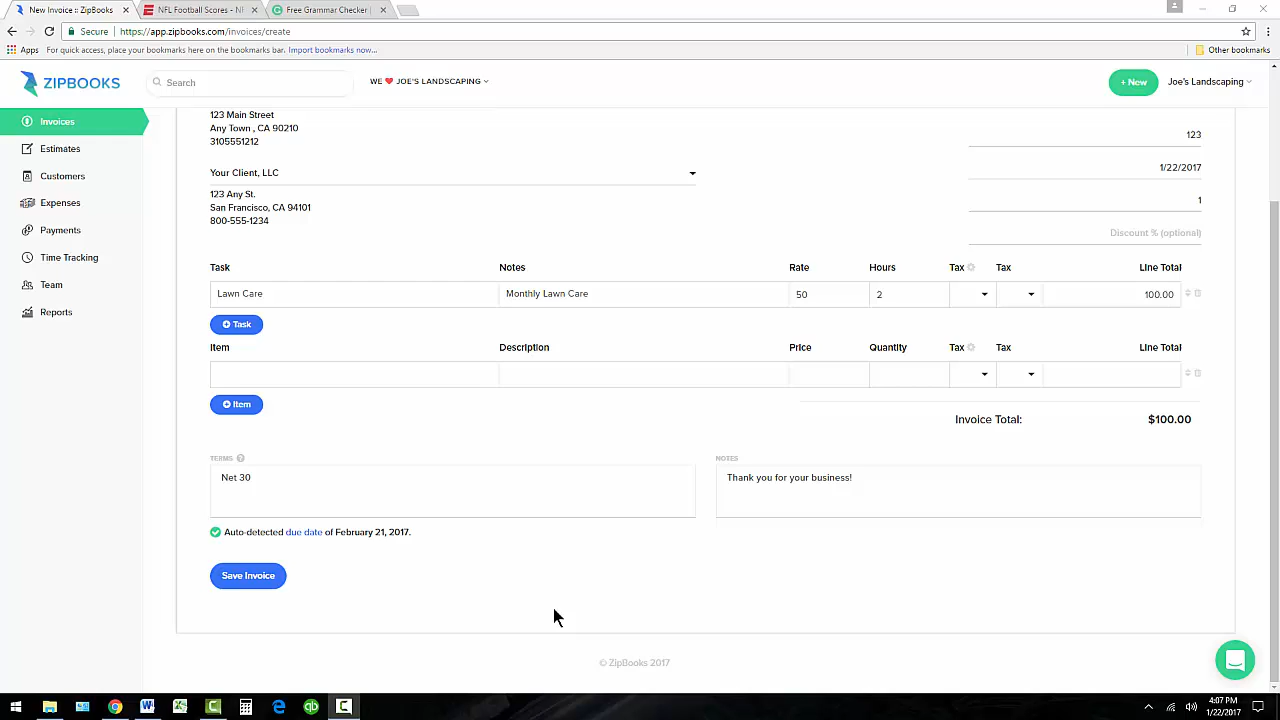 New Invoice :: ZipBooks
NFL Football Scores - NF
Free Grammar Checker |
Secure
https://app.zipbooks.com/invoices/create
Apps
For quick access, place your bookmarks here on the bookmarks bar. Import bookmarks now...
Other bookmarks
ZIPBOOKS
Search
WE ❤ JOE'S LANDSCAPING
+ New
Joe's Landscaping
Invoices
Estimates
Customers
Expenses
Payments
Time Tracking
Team
Reports
123 Main Street
Any Town , CA 90210
3105551212
123
1/22/2017
Your Client, LLC
123 Any St.
San Francisco, CA 94101
800-555-1234
1
Discount % (optional)
Task Notes Rate Hours Tax Tax Line Total
Lawn Care Monthly Lawn Care 50 2 100.00
Task
Item Description Price Quantity Tax Tax Line Total
Item
Invoice Total: $100.00
TERMS
Net 30
NOTES
Thank you for your business!
Auto-detected due date of February 21, 2017.
Save Invoice
© ZipBooks 2017
4:07 PM
1/22/2017